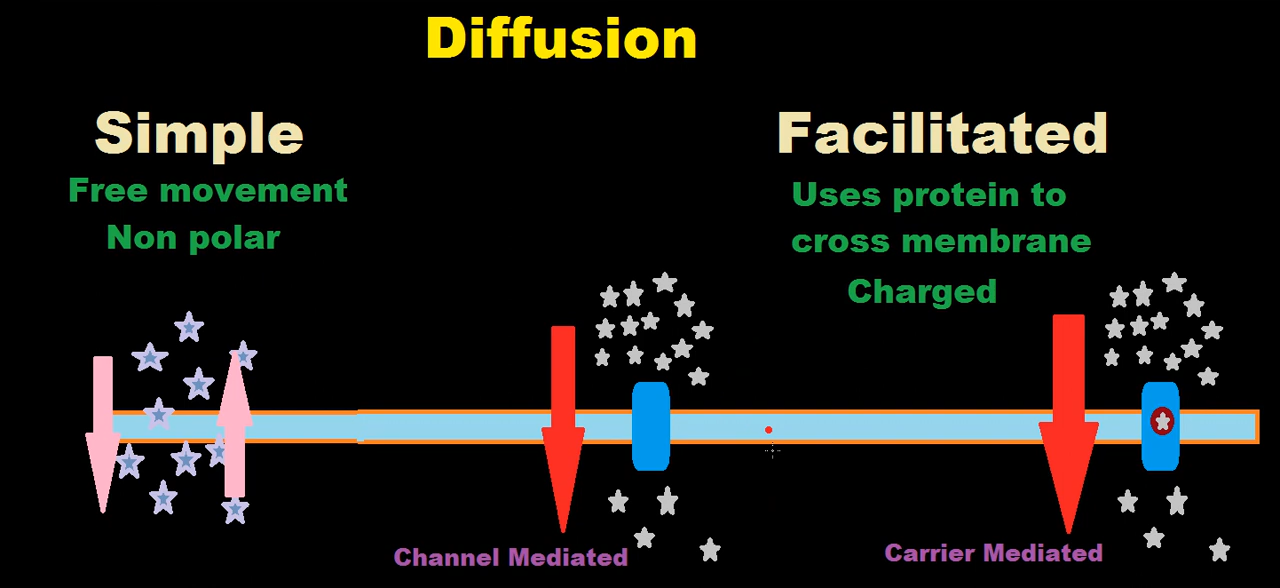 Diffusion
Simple
Free movement
Non polar
Facilitated
Uses protein to
cross membrane
Charged
Channel Mediated
Carrier Mediated